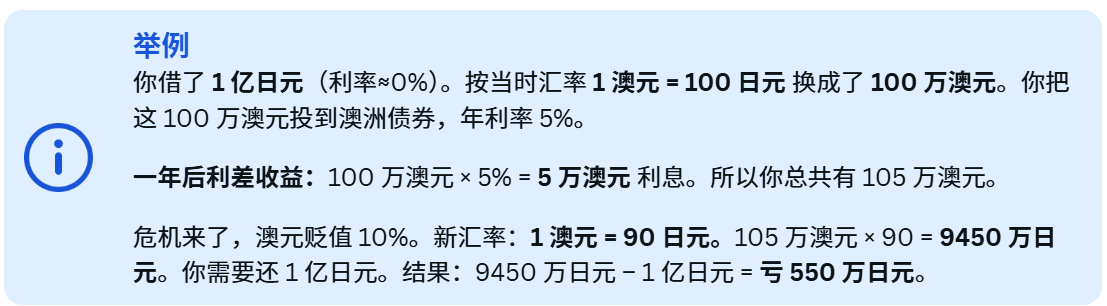 举例
你借了 1 亿日元（利率≈0%）。按当时汇率 1 澳元 = 100 日元 换成了 100 万澳元。你把
这 100 万澳元投到澳洲债券，年利率 5%。
一年后利差收益：100 万澳元 × 5% = 5 万澳元 利息。所以你总共有 105 万澳元。
危机来了，澳元贬值 10%。新汇率：1 澳元 = 90 日元。105 万澳元 × 90 = 9450 万日
元。你需要还 1 亿日元。结果：9450 万日元 – 1 亿日元 = 亏 550 万日元。